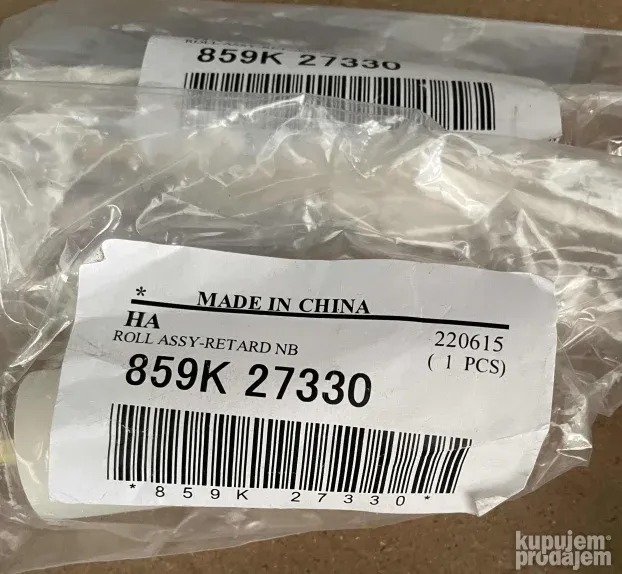 859K 27330
* MADE IN CHINA
HA 220615
ROLL ASSY-RETARD NB ( 1 PCS)
859K 27330
*859K 27330*
kupujem
prodajem